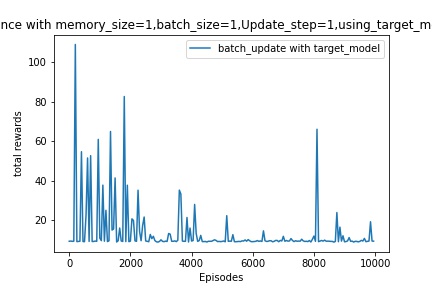 nce with memory_size=1,batch_size=1,Update_step=1,using_target_m
batch_update with target_model
total rewards
100
80
60
40
20
0
2000
4000
6000
8000
10000
Episodes